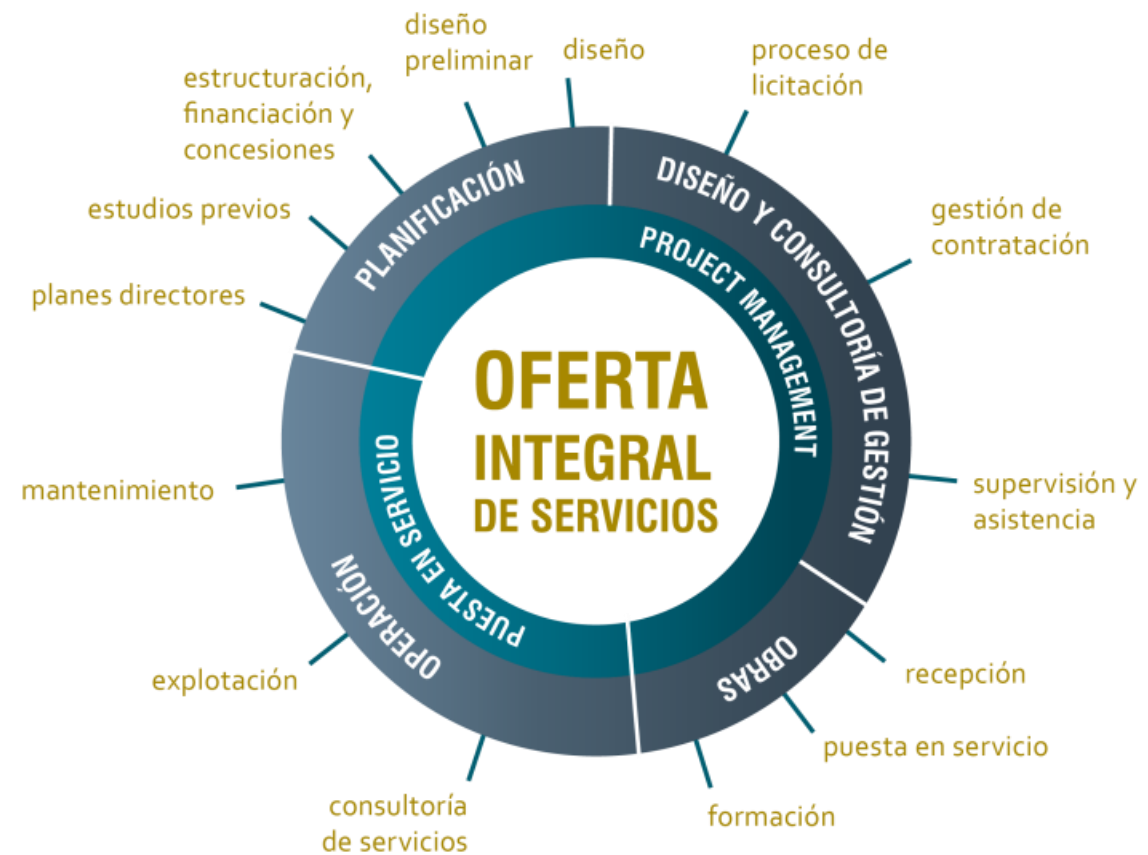 diseño
preliminar
diseño
proceso de
licitación
estructuración,
financiación y
concesiones
estudios previos
planes directores
gestión de
contratación
PLANIFICACIÓN
DISEÑO Y CONSULTORÍA DE GESTIÓN
PROJECT MANAGEMENT
OFERTA
INTEGRAL
DE SERVICIOS
PUESTA EN SERVICIO
OPERACIÓN
OBRAS
mantenimiento
supervisión y
asistencia
explotación
recepción
puesta en servicio
consultoría
de servicios
formación